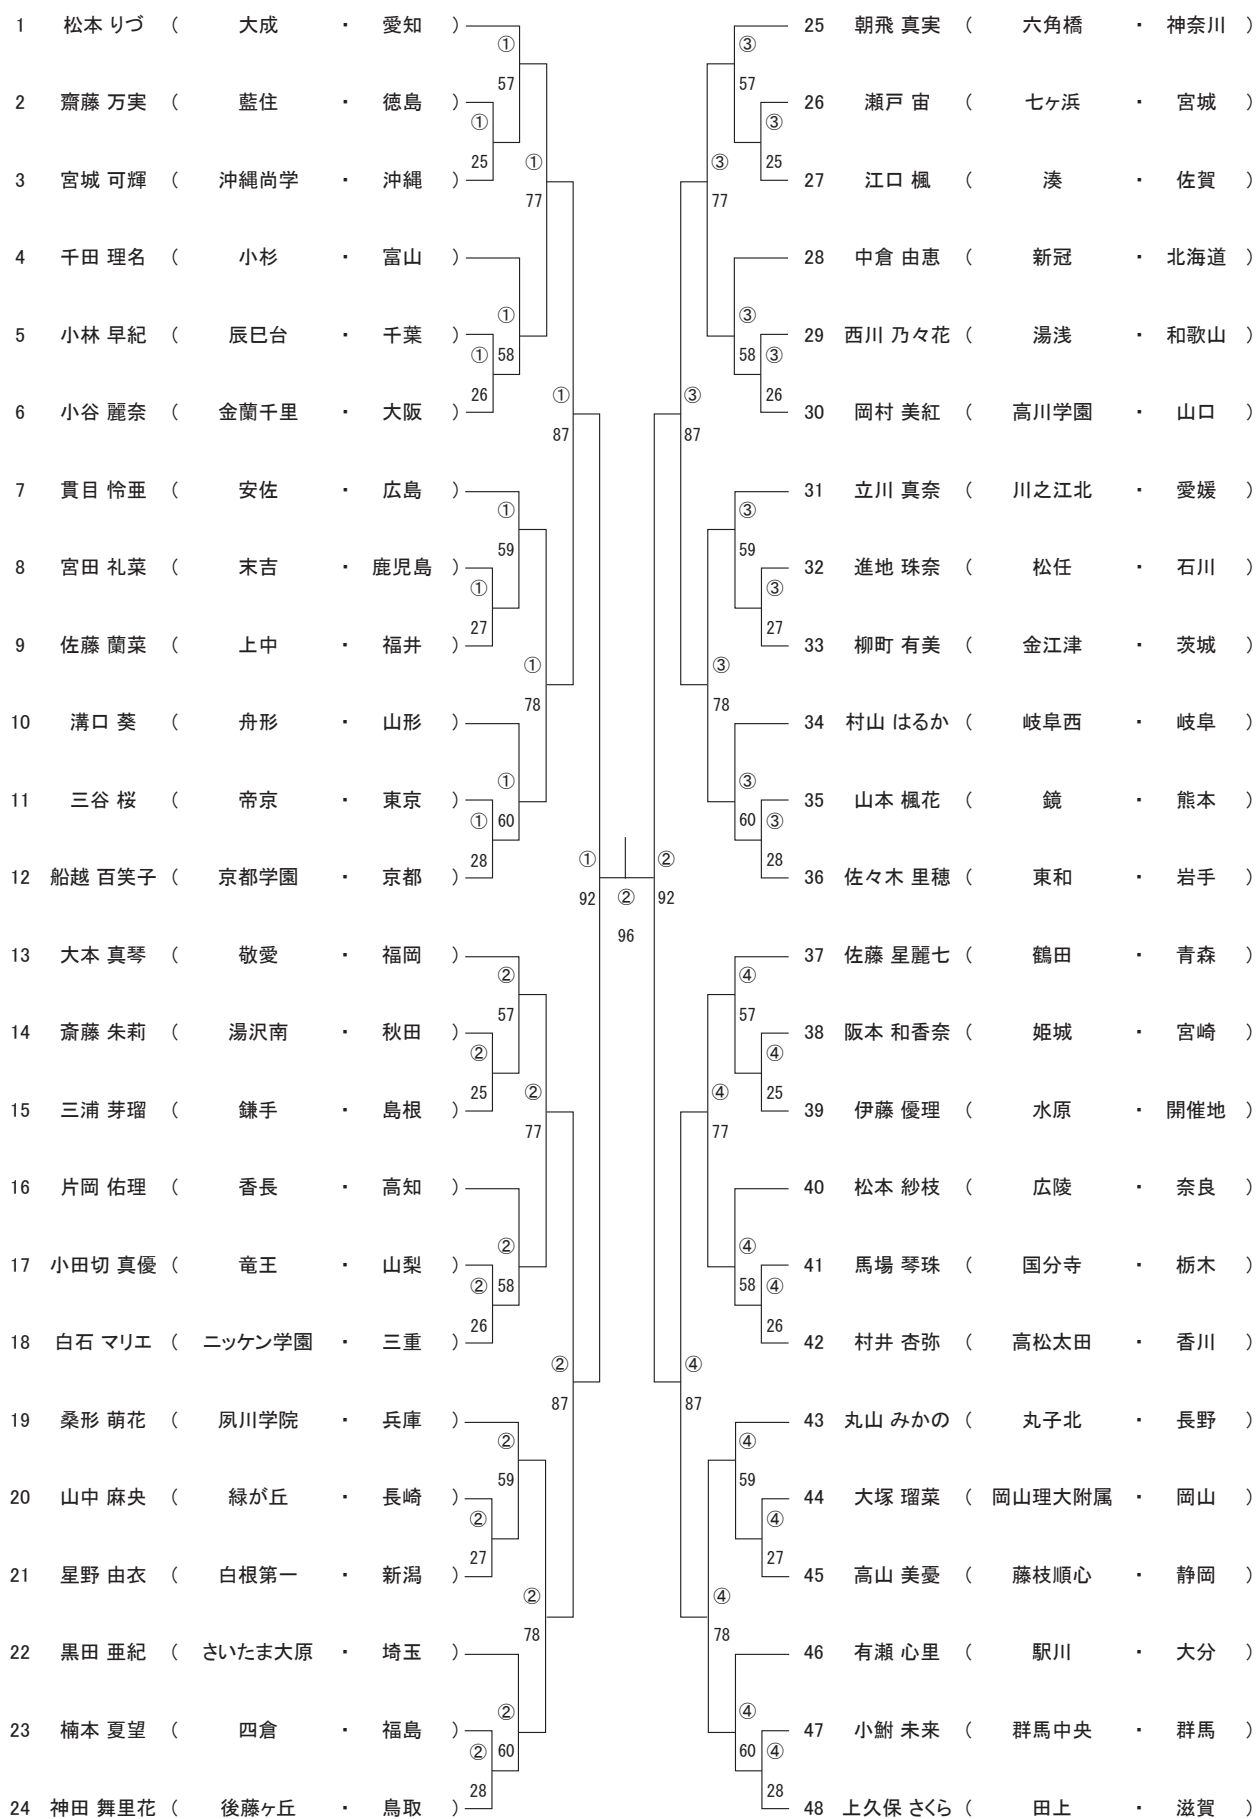 1 松本 りづ ( 大成 ・ 愛知 )
①
57
2 齋藤 万実 ( 藍住 ・ 徳島 )
①
25
①
77
3 宮城 可輝 ( 沖縄尚学 ・ 沖縄 )
4 千田 理名 ( 小杉 ・ 富山 )
①
58
5 小林 早紀 ( 辰巳台 ・ 千葉 )
①
26
6 小谷 麗奈 ( 金蘭千里 ・ 大阪 )
①
87
7 貫目 怜亜 ( 安佐 ・ 広島 )
①
59
8 宮田 礼菜 ( 末吉 ・ 鹿児島 )
①
27
9 佐藤 蘭菜 ( 上中 ・ 福井 )
①
78
10 溝口 葵 ( 舟形 ・ 山形 )
①
60
11 三谷 桜 ( 帝京 ・ 東京 )
①
28
12 船越 百笑子 ( 京都学園 ・ 京都 )
①
92
13 大本 真琴 ( 敬愛 ・ 福岡 )
②
57
14 斎藤 朱莉 ( 湯沢南 ・ 秋田 )
②
25
②
77
15 三浦 芽瑠 ( 鎌手 ・ 島根 )
16 片岡 佑理 ( 香長 ・ 高知 )
②
58
17 小田切 真優 ( 竜王 ・ 山梨 )
②
26
18 白石 マリエ ( ニッケン学園 ・ 三重 )
②
87
19 桑形 萌花 ( 夙川学院 ・ 兵庫 )
②
59
20 山中 麻央 ( 緑が丘 ・ 長崎 )
②
27
21 星野 由衣 ( 白根第一 ・ 新潟 )
②
78
22 黒田 亜紀 ( さいたま大原 ・ 埼玉 )
②
60
23 楠本 夏望 ( 四倉 ・ 福島 )
②
28
24 神田 舞里花 ( 後藤ヶ丘 ・ 鳥取 )
②
96
25 朝飛 真実 ( 六角橋 ・ 神奈川 )
③
57
26 瀬戸 宙 ( 七ヶ浜 ・ 宮城 )
③
25
③
77
27 江口 楓 ( 湊 ・ 佐賀 )
28 中倉 由恵 ( 新冠 ・ 北海道 )
③
58
29 西川 乃々花 ( 湯浅 ・ 和歌山 )
③
26
30 岡村 美紅 ( 高川学園 ・ 山口 )
③
87
31 立川 真奈 ( 川之江北 ・ 愛媛 )
③
59
32 進地 珠奈 ( 松任 ・ 石川 )
③
27
33 柳町 有美 ( 金江津 ・ 茨城 )
③
78
34 村山 はるか ( 岐阜西 ・ 岐阜 )
③
60
35 山本 楓花 ( 鏡 ・ 熊本 )
③
28
36 佐々木 里穂 ( 東和 ・ 岩手 )
②
92
37 佐藤 星麗七 ( 鶴田 ・ 青森 )
④
57
38 阪本 和香奈 ( 姫城 ・ 宮崎 )
④
25
④
77
39 伊藤 優理 ( 水原 ・ 開催地 )
40 松本 紗枝 ( 広陵 ・ 奈良 )
④
58
41 馬場 琴珠 ( 国分寺 ・ 栃木 )
④
26
42 村井 杏弥 ( 高松太田 ・ 香川 )
④
87
43 丸山 みかの ( 丸子北 ・ 長野 )
④
59
44 大塚 瑠菜 ( 岡山理大附属 ・ 岡山 )
④
27
45 高山 美憂 ( 藤枝順心 ・ 静岡 )
④
78
46 有瀬 心里 ( 駅川 ・ 大分 )
④
60
47 小鮒 未来 ( 群馬中央 ・ 群馬 )
④
28
48 上久保 さくら ( 田上 ・ 滋賀 )